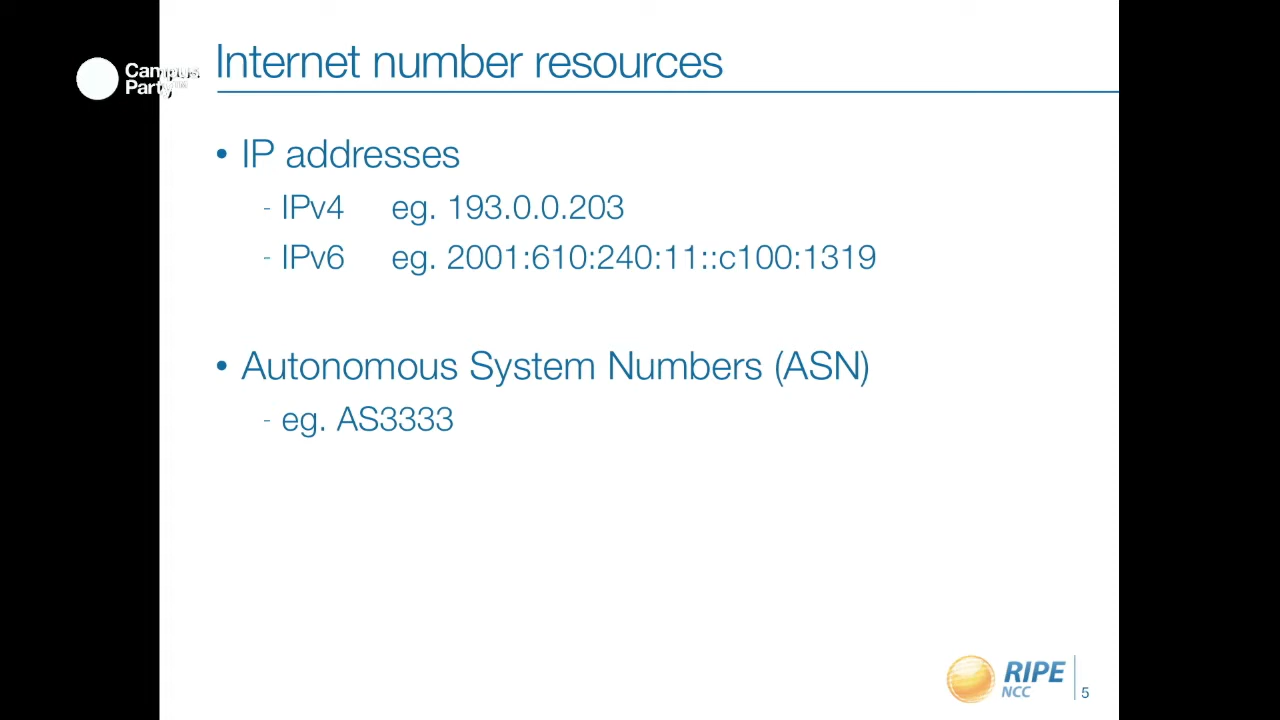 Campus
Party™
Internet number resources
• IP addresses
- IPv4 eg. 193.0.0.203
- IPv6 eg. 2001:610:240:11::c100:1319
• Autonomous System Numbers (ASN)
- eg. AS3333
RIPE
NCC
5